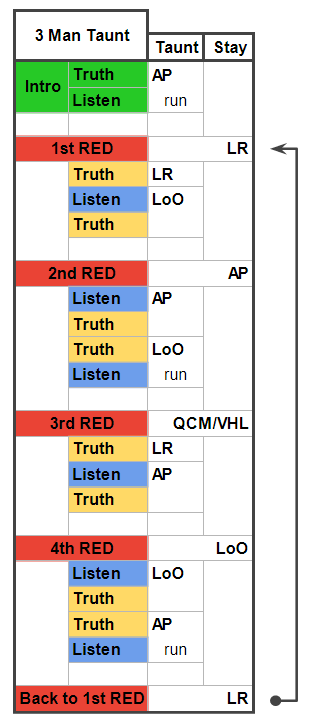 3 Man Taunt
Taunt Stay
Intro
Truth AP
Listen run
1st RED LR
Truth LR
Listen LoO
Truth
2nd RED AP
Listen AP
Truth
Truth LoO
Listen run
3rd RED QCM/VHL
Truth LR
Listen AP
Truth
4th RED LoO
Listen LoO
Truth
Truth AP
Listen run
Back to 1st RED LR